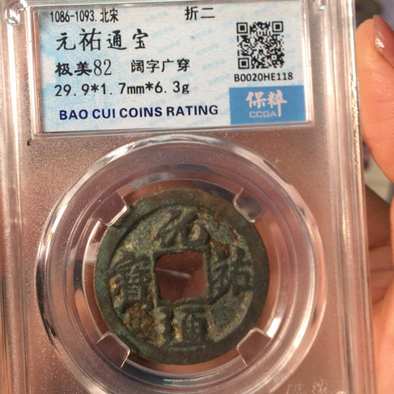 1086-1093.北宋 折二
元祐通宝
极美82 阔字广穿
29.9*1.7mm*6.3g
B0020HE118
BAO CUI COINS RATING
保粹
CCGA
元祐通寳